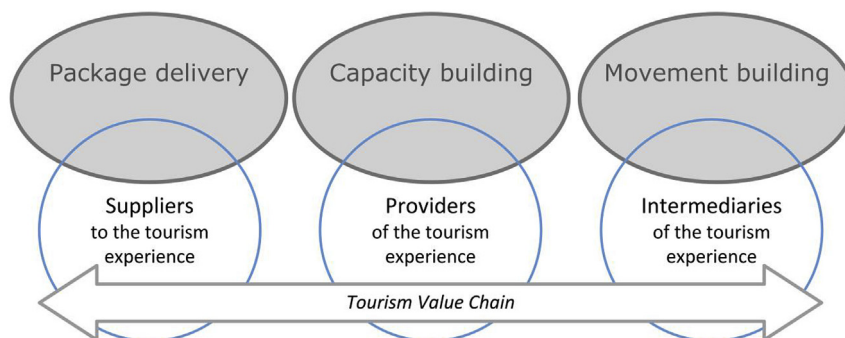 Package delivery
Capacity building
Movement building
Suppliers
to the tourism
experience
Providers
of the tourism
experience
Intermediaries
of the tourism
experience
Tourism Value Chain